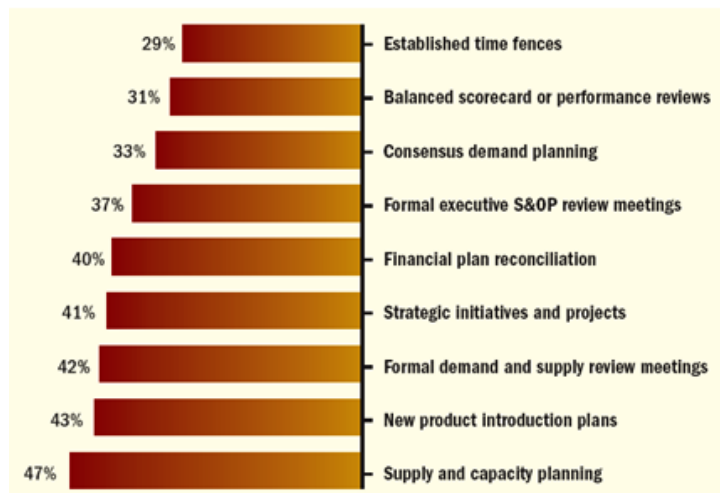 29% Established time fences
31% Balanced scorecard or performance reviews
33% Consensus demand planning
37% Formal executive S&OP review meetings
40% Financial plan reconciliation
41% Strategic initiatives and projects
42% Formal demand and supply review meetings
43% New product introduction plans
47% Supply and capacity planning